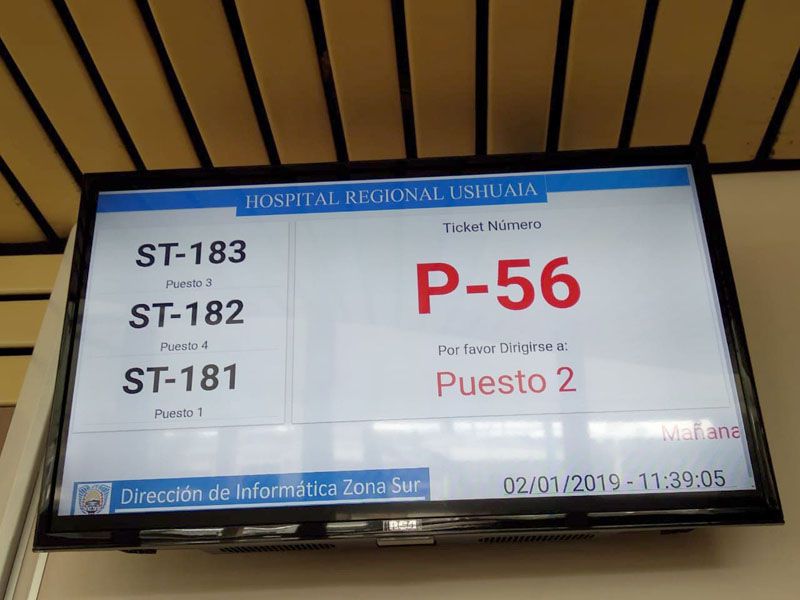 HOSPITAL REGIONAL USHUAIA
ST-183
Puesto 3
ST-182
Puesto 4
ST-181
Puesto 1
Ticket Número
P-56
Por favor Dirigirse a:
Puesto 2
Mañana
Dirección de Informática Zona Sur
02/01/2019 - 11:39:05
RCA